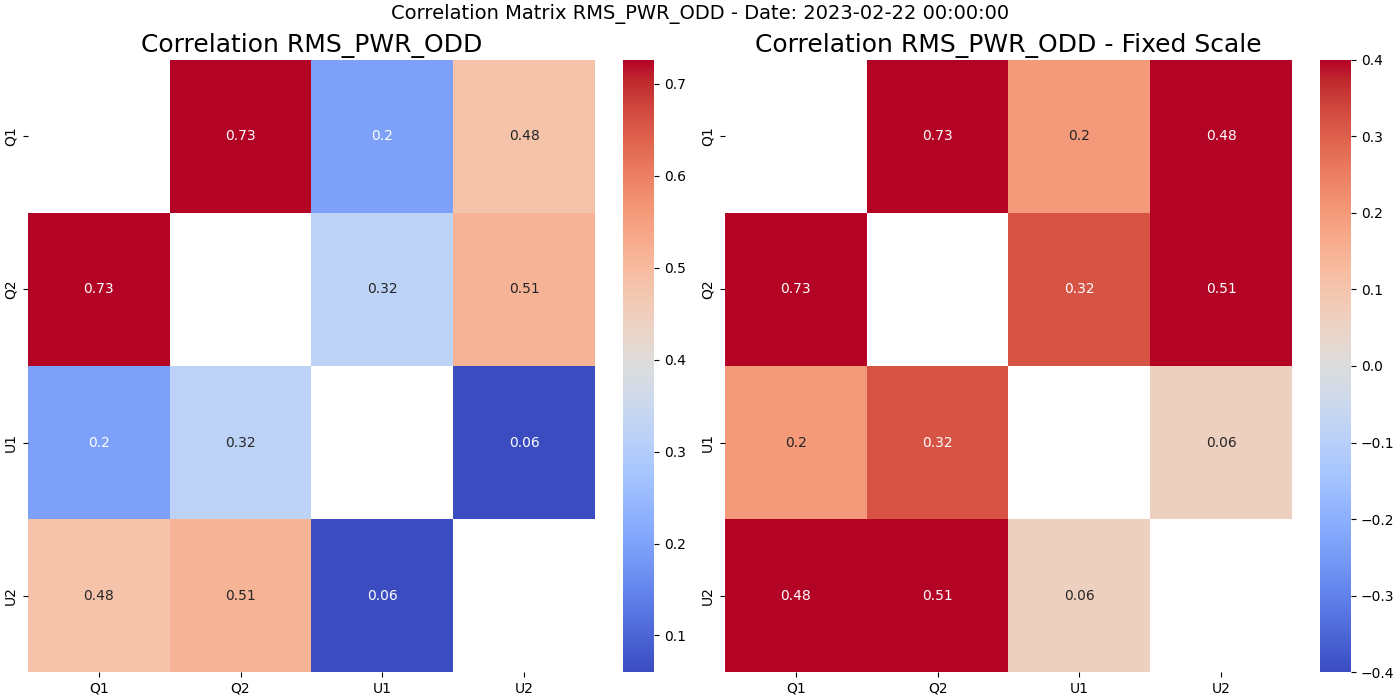 Correlation Matrix RMS_PWR_ODD - Date: 2023-02-22 00:00:00
Correlation RMS_PWR_ODD
Q1
0.73
0.2
0.48
Q2
0.73
0.32
0.51
U1
0.2
0.32
0.06
U2
0.48
0.51
0.06
Q1
Q2
U1
U2
0.7
0.6
0.5
0.4
0.3
0.2
0.1
Correlation RMS_PWR_ODD - Fixed Scale
Q1
0.73
0.2
0.48
Q2
0.73
0.32
0.51
U1
0.2
0.32
0.06
U2
0.48
0.51
0.06
Q1
Q2
U1
U2
0.4
0.3
0.2
0.1
0.0
−0.1
−0.2
−0.3
−0.4